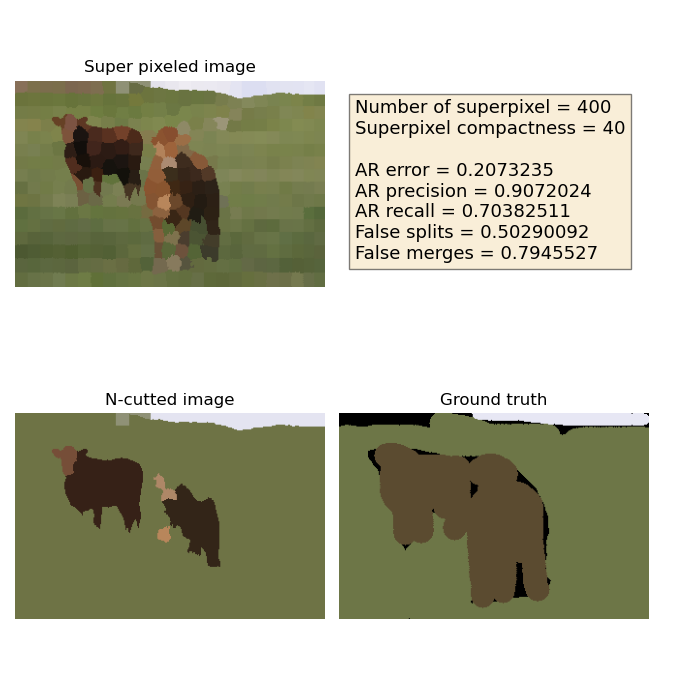 Super pixeled image
Number of superpixel = 400
Superpixel compactness = 40
AR error = 0.2073235
AR precision = 0.9072024
AR recall = 0.70382511
False splits = 0.50290092
False merges = 0.7945527
N-cutted image
Ground truth